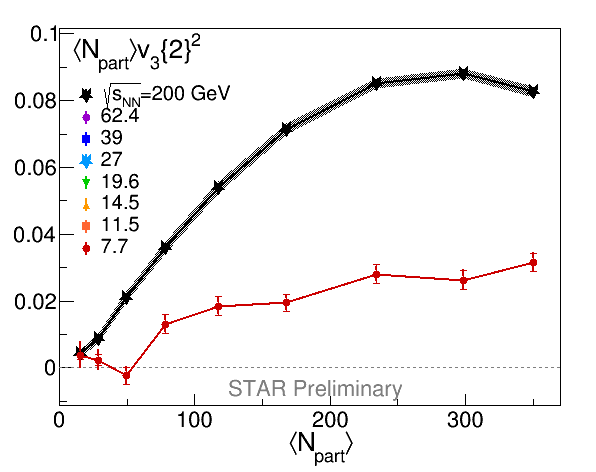 ⟨N_part⟩v_3{2}^2
√s_NN=200 GeV
62.4
39
27
19.6
14.5
11.5
7.7
0.1
0.08
0.06
0.04
0.02
0
STAR Preliminary
0 100 200 300
⟨N_part⟩